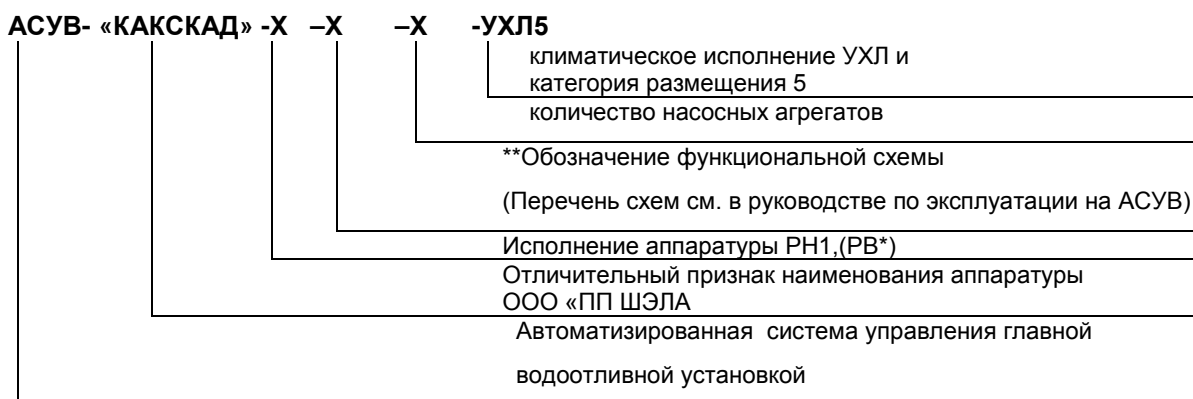 АСУВ- «КАКСКАД» -Х –Х –Х -УХЛ5
климатическое исполнение УХЛ и
категория размещения 5
количество насосных агрегатов
**Обозначение функциональной схемы
(Перечень схем см. в руководстве по эксплуатации на АСУВ)
Исполнение аппаратуры РН1,(РВ*)
Отличительный признак наименования аппаратуры
ООО «ПП ШЭЛА
Автоматизированная система управления главной
водоотливной установкой